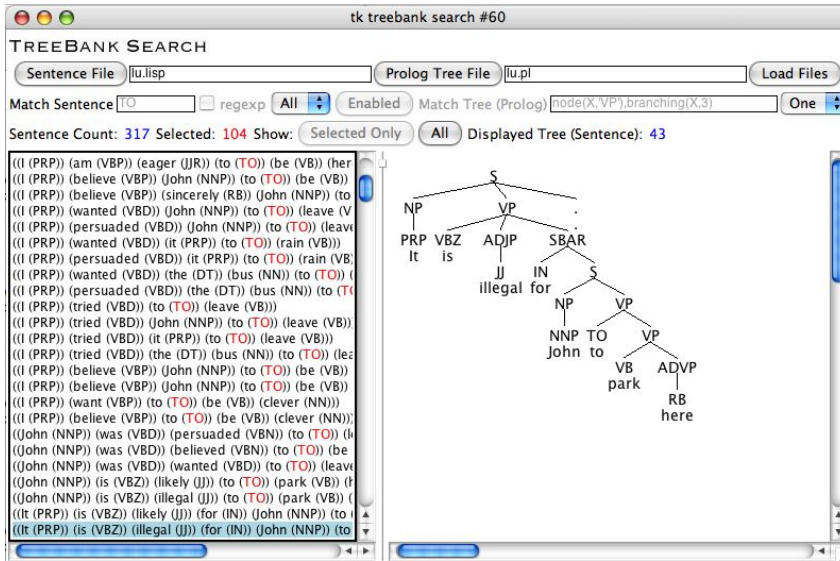 tk treebank search #60
TREEBANK SEARCH
Sentence File lu.lisp Prolog Tree File lu.pl Load Files
Match Sentence TO regexp All Enabled Match Tree (Prolog) node(X,'VP'),branching(X,3) One
Sentence Count: 317 Selected: 104 Show: Selected Only All Displayed Tree (Sentence): 43
((I (PRP)) (am (VBP)) (eager (JJR)) (to (TO)) (be (VB)) (her
((I (PRP)) (believe (VBP)) (John (NNP)) (to (TO)) (be (VB))
((I (PRP)) (believe (VBP)) (sincerely (RB)) (John (NNP)) (to
((I (PRP)) (wanted (VBD)) (John (NNP)) (to (TO)) (leave (V
((I (PRP)) (persuaded (VBD)) (John (NNP)) (to (TO)) (leave
((I (PRP)) (wanted (VBD)) (it (PRP)) (to (TO)) (rain (VB)))
((I (PRP)) (persuaded (VBD)) (it (PRP)) (to (TO)) (rain (VB)
((I (PRP)) (wanted (VBD)) (the (DT)) (bus (NN)) (to (TO)) (
((I (PRP)) (persuaded (VBD)) (the (DT)) (bus (NN)) (to (TO
((I (PRP)) (tried (VBD)) (to (TO)) (leave (VB)))
((I (PRP)) (tried (VBD)) (John (NNP)) (to (TO)) (leave (VB)))
((I (PRP)) (tried (VBD)) (it (PRP)) (to (TO)) (leave (VB)))
((I (PRP)) (tried (VBD)) (the (DT)) (bus (NN)) (to (TO)) (lea
((I (PRP)) (believe (VBP)) (John (NNP)) (to (TO)) (be (VB))
((I (PRP)) (believe (VBP)) (John (NNP)) (to (TO)) (be (VB))
((I (PRP)) (want (VBP)) (to (TO)) (be (VB)) (clever (NN)))
((I (PRP)) (believe (VBP)) (to (TO)) (be (VB)) (clever (NN)))
((John (NNP)) (was (VBD)) (persuaded (VBN)) (to (TO)) (l
((John (NNP)) (was (VBD)) (believed (VBN)) (to (TO)) (be
((John (NNP)) (was (VBD)) (wanted (VBD)) (to (TO)) (leave
((John (NNP)) (is (VBZ)) (likely (JJ)) (to (TO)) (park (VB)) (h
((John (NNP)) (is (VBZ)) (illegal (JJ)) (to (TO)) (park (VB)) (
((It (PRP)) (is (VBZ)) (likely (JJ)) (for (IN)) (John (NNP)) (to (
((It (PRP)) (is (VBZ)) (illegal (JJ)) (for (IN)) (John (NNP)) (to
S
NP VP .
PRP VBZ ADJP SBAR .
It is JJ IN S
illegal for NP VP
NNP TO VP
John to VB ADVP
park RB
here